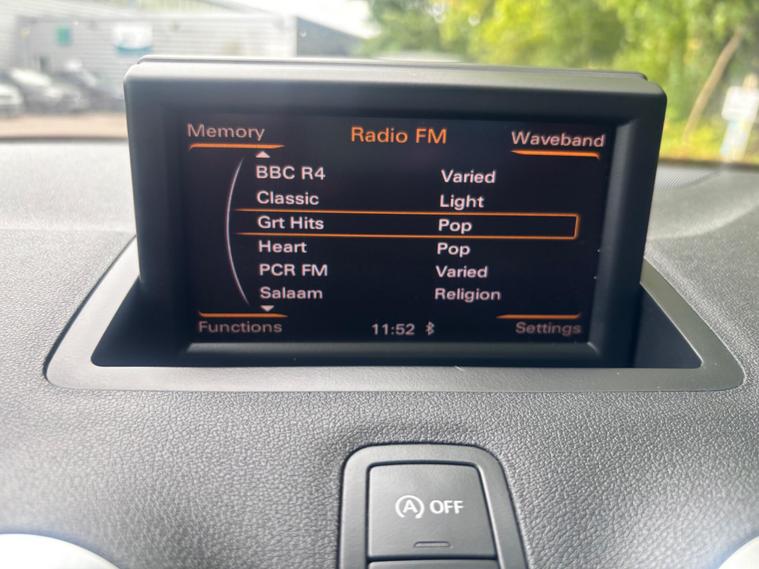 Memory Radio FM Waveband
BBC R4 Varied
Classic Light
Grt Hits Pop
Heart Pop
PCR FM Varied
Salaam Religion
Functions 11:52 Settings
A OFF